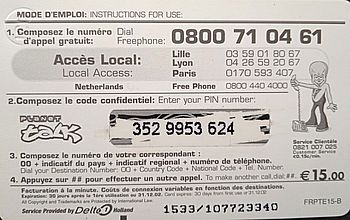 MODE D'EMPLOI: INSTRUCTIONS FOR USE:
1. Composez le numéro Dial
d'appel gratuit: Freephone: 0800 71 04 61
Accès Local:
Local Access:
Lille 03 59 01 80 67
Lyon 04 26 59 20 67
Paris 0170 593 407
Netherlands Free Phone 0800 440 4000
2. Composez le code confidentiel: Enter your PIN number:
PLANET
TALK
352 9953 624
3. Composez le numéro de votre correspondant :
00 + indicatif du pays + indicatif regional + numéro de téléphone.
Dial your Destination Number: 00 + Country Code + National Code + Tel. Number
4. Appuyez sur ## pour effectuer un autre appel. To make another call,dial: ##
Service Clientèle
0821 007 025
Customer Service
€0.15c/min.
€15.00
Facturation à la minute. Coûts de connexion variables en fonction des destinations.
Service Provided by Delta Holland
1533/107723340
FRPTE15-B